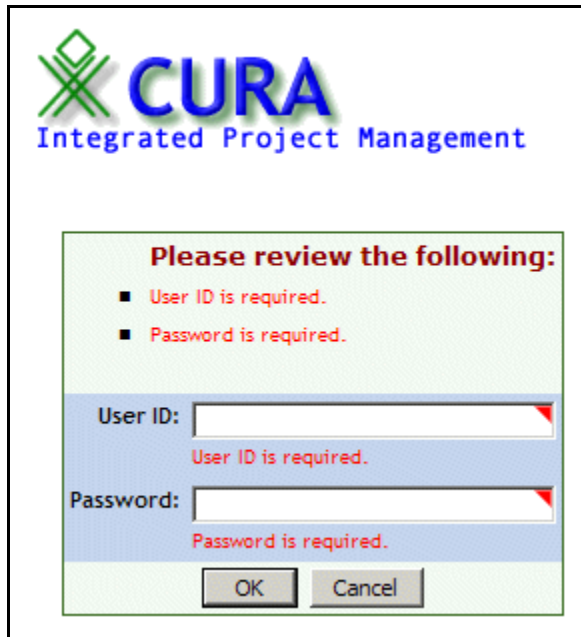 CURA
Integrated Project Management
Please review the following:
User ID is required.
Password is required.
User ID:
User ID is required.
Password:
Password is required.
OK Cancel